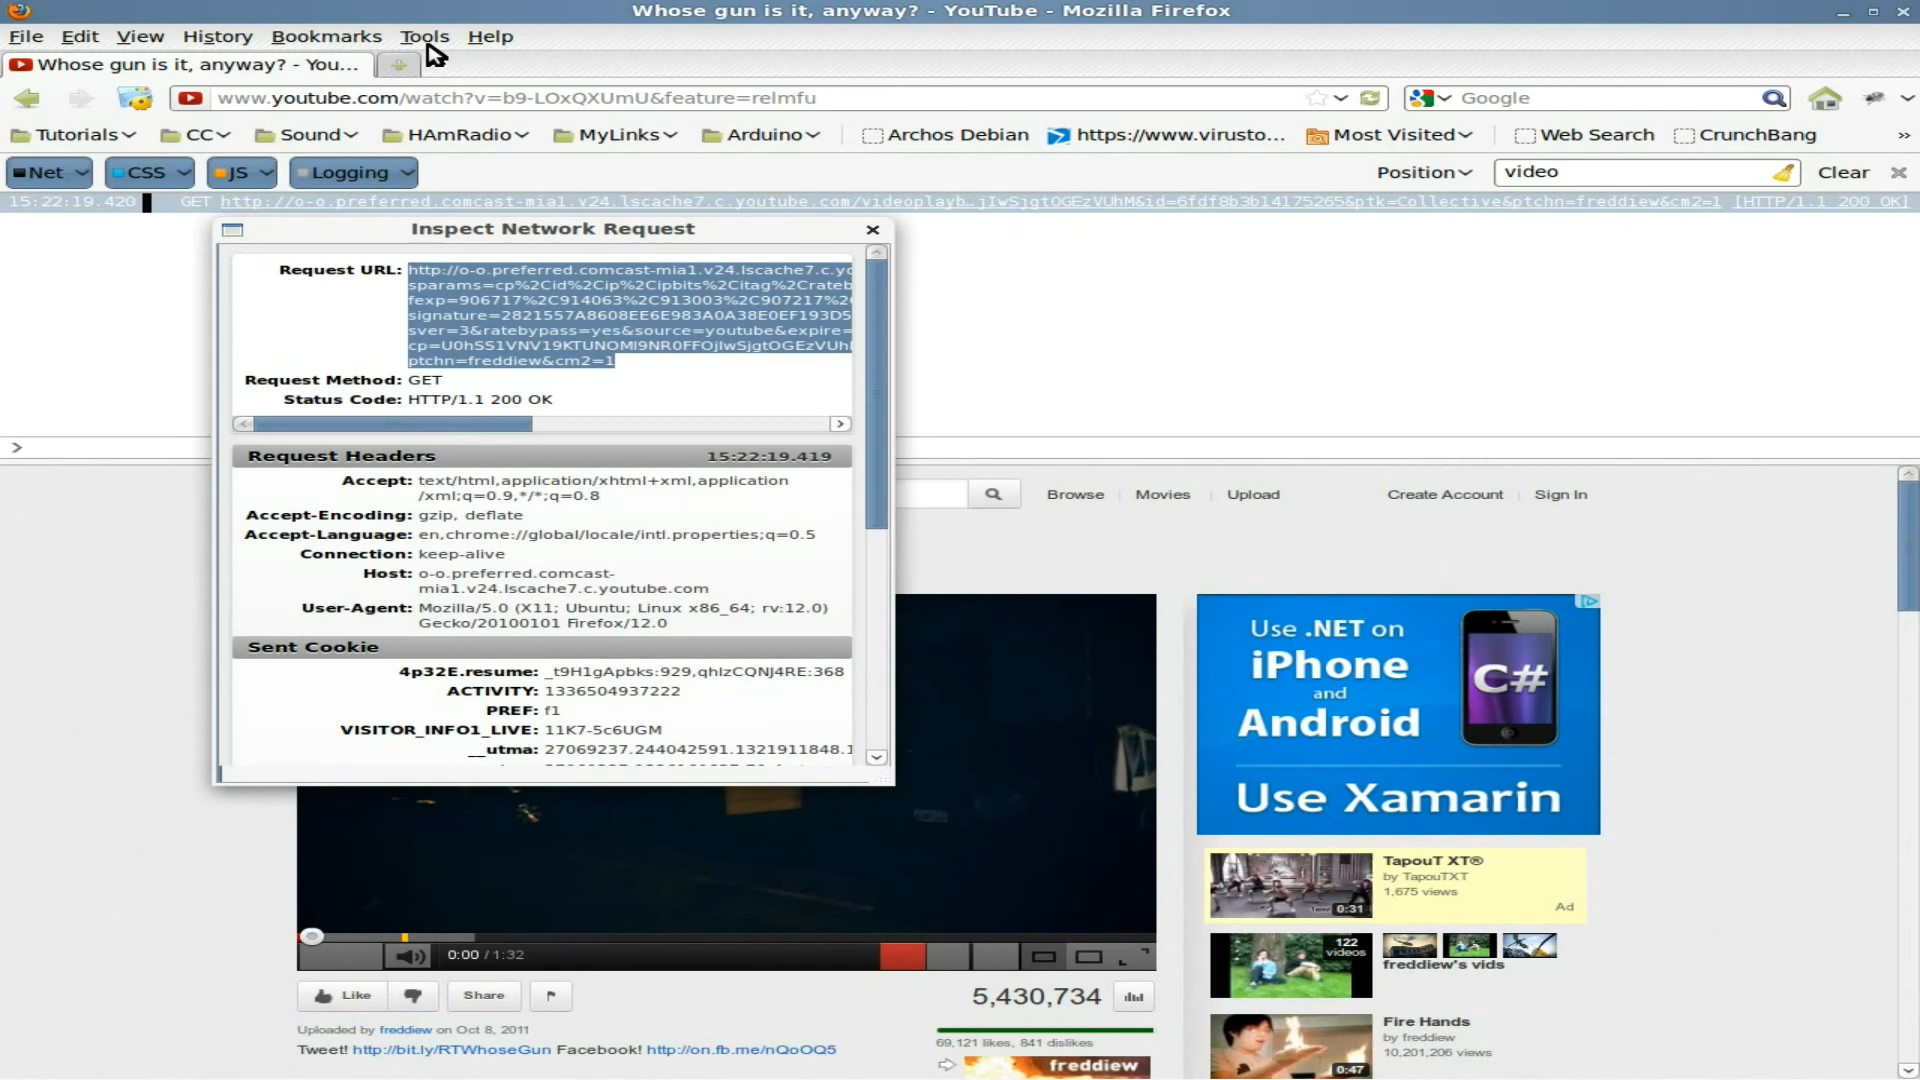 Whose gun is it, anyway? - YouTube - Mozilla Firefox
File Edit View History Bookmarks Tools Help
Whose gun is it, anyway? - You...
www.youtube.com/watch?v=b9-LOxQXUmU&feature=relmfu
Google
Tutorials CC Sound HAmRadio MyLinks Arduino Archos Debian https://www.virusto... Most Visited Web Search CrunchBang »
Net CSS JS Logging Position video Clear
15:22:19.420 GET http://o-o.preferred.comcast-mia1.v24.lscache7.c.youtube.com/videoplayb…jIwSjgtOGEzVUhM&id=6fdf8b3b14175265&ptk=Collective&ptchn=freddiew&cm2=1 [HTTP/1.1 200 OK]
Inspect Network Request
Request URL: http://o-o.preferred.comcast-mia1.v24.lscache7.c.yo
sparams=cp%2Cid%2Cip%2Cipbits%2Citag%2Crateb
fexp=906717%2C914063%2C913003%2C907217%2
signature=2821557A8608EE6E983A0A38E0EF193D5
sver=3&ratebypass=yes&source=youtube&expire=
cp=U0hSS1VNV19KTUNOMl9NR0FFOjIwSjgtOGEzVUh
ptchn=freddiew&cm2=1
Request Method: GET
Status Code: HTTP/1.1 200 OK
>
Request Headers 15:22:19.419
Accept: text/html,application/xhtml+xml,application
/xml;q=0.9,*/*;q=0.8
Accept-Encoding: gzip, deflate
Accept-Language: en,chrome://global/locale/intl.properties;q=0.5
Connection: keep-alive
Host: o-o.preferred.comcast-
mia1.v24.lscache7.c.youtube.com
User-Agent: Mozilla/5.0 (X11; Ubuntu; Linux x86_64; rv:12.0)
Gecko/20100101 Firefox/12.0
Sent Cookie
4p32E.resume: _t9H1gApbks:929,qhIzCQNJ4RE:368
ACTIVITY: 1336504937222
PREF: f1
VISITOR_INFO1_LIVE: 11K7-5c6UGM
__utma: 27069237.244042591.1321911848.1
Browse Movies Upload Create Account Sign In
Use .NET on
iPhone
and
Android
C#
Use Xamarin
TapouT XT®
by TapouTXT
1,675 views
Ad
0:31
122
videos
freddiew's vids
Fire Hands
by freddiew
10,201,206 views
0:47
0:00 / 1:32
Like Share
5,430,734
Uploaded by freddiew on Oct 8, 2011
Tweet! http://bit.ly/RTWhoseGun Facebook! http://on.fb.me/nQoOQ5
69,121 likes, 841 dislikes
freddiew